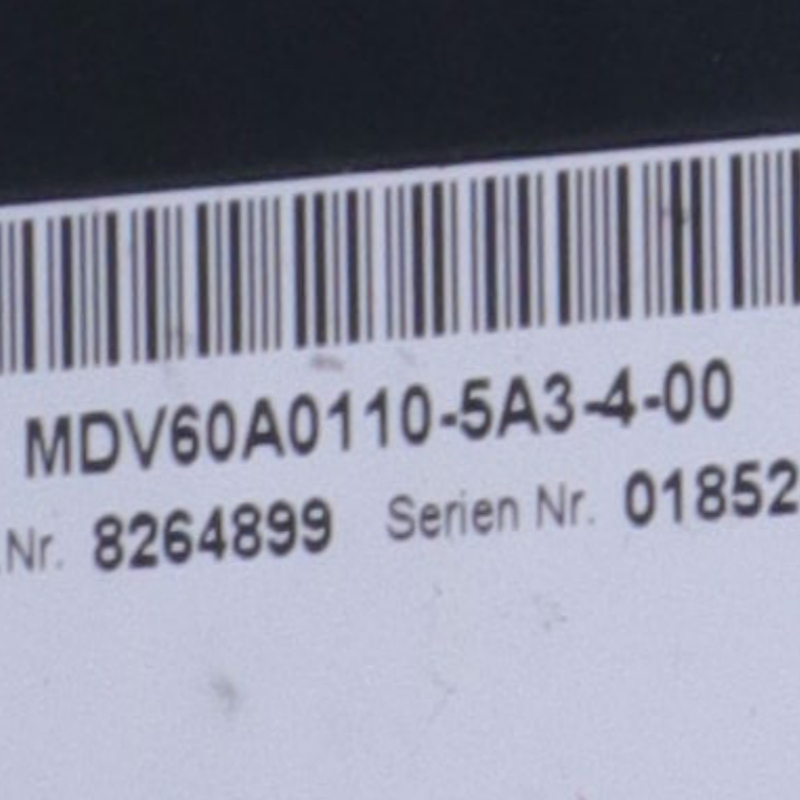 MDV60A0110-5A3-4-00
.Nr. 8264899 Serien Nr. 01852